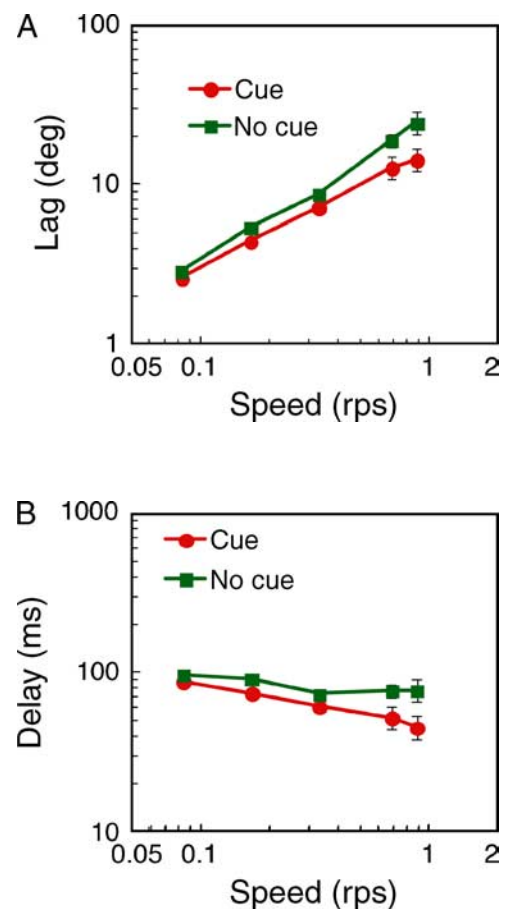 A
100
Cue
No cue
10
Lag (deg)
1
0.05 0.1 1 2
Speed (rps)
B
1000
Cue
No cue
100
Delay (ms)
10
0.05 0.1 1 2
Speed (rps)